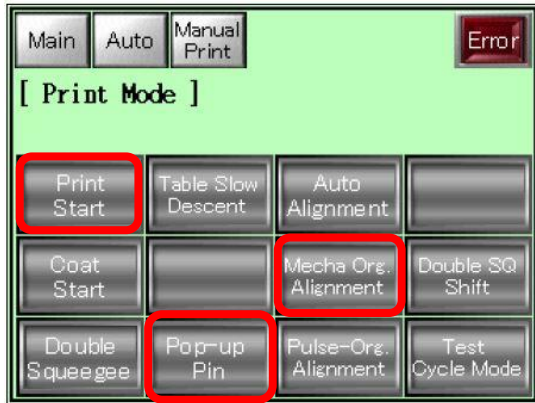 Main
Auto
Manual
Print
Error
[ Print Mode ]
Print
Start
Table Slow
Descent
Auto
Alignment
Coat
Start
Mecha Org.
Alignment
Double SQ
Shift
Double
Squeegee
Pop-up
Pin
Pulse-Org.
Alignment
Test
Cycle Mode